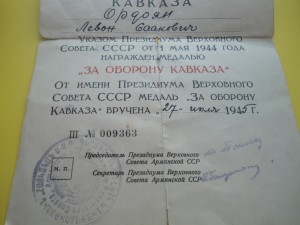 КАВКАЗА
Ордоян
Левон Саакович
Указом Президиума Верховного
Совета СССР от 1 мая 1944 года
награжден медалью
"ЗА ОБОРОНУ КАВКАЗА"
От имени Президиума Верховного
Совета СССР медаль „За оборону
Кавказа" вручена 27 июля 1945 г.
Ш № 009363
Председатель Президиума Верховного
Совета Армянской ССР
М. П.
Секретарь Президиума Верховного
Совета Армянской ССР